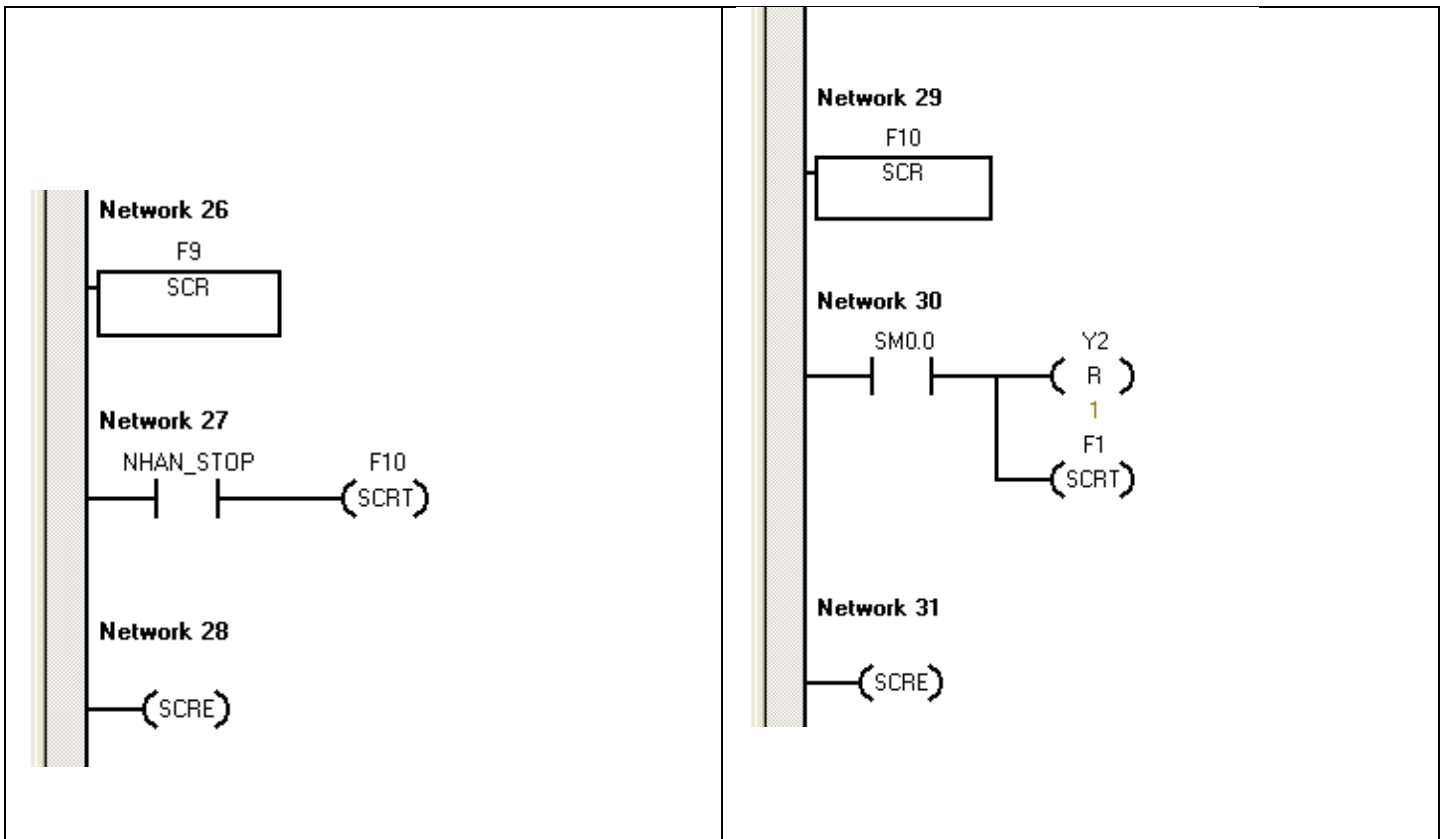 Network 26
F9
SCR
Network 27
NHAN_STOP F10
SCRT
Network 28
SCRE
Network 29
F10
SCR
Network 30
SM0.0 Y2
R
1
F1
SCRT
Network 31
SCRE